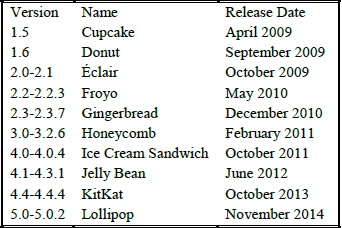 Version Name Release Date
1.5 Cupcake April 2009
1.6 Donut September 2009
2.0-2.1 Éclair October 2009
2.2-2.2.3 Froyo May 2010
2.3-2.3.7 Gingerbread December 2010
3.0-3.2.6 Honeycomb February 2011
4.0-4.0.4 Ice Cream Sandwich October 2011
4.1-4.3.1 Jelly Bean June 2012
4.4-4.4.4 KitKat October 2013
5.0-5.0.2 Lollipop November 2014